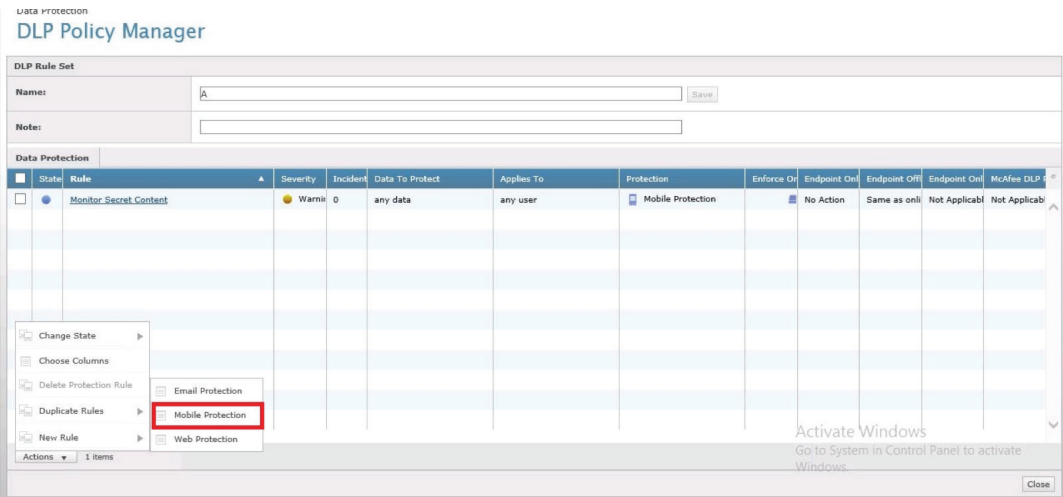 Data Protection
DLP Policy Manager
DLP Rule Set
Name: A Save
Note:
Data Protection
State Rule Severity Incident Data To Protect Applies To Protection Enforce Or Endpoint Onl Endpoint Offl Endpoint Onl McAfee DLP
Monitor Secret Content Warnin 0 any data any user Mobile Protection No Action Same as onli Not Applicabl Not Applicabl
Change State
Choose Columns
Delete Protection Rule
Email Protection
Duplicate Rules
Mobile Protection
New Rule
Web Protection
Actions 1 items
Activate Windows
Go to System in Control Panel to activate
Windows.
Close